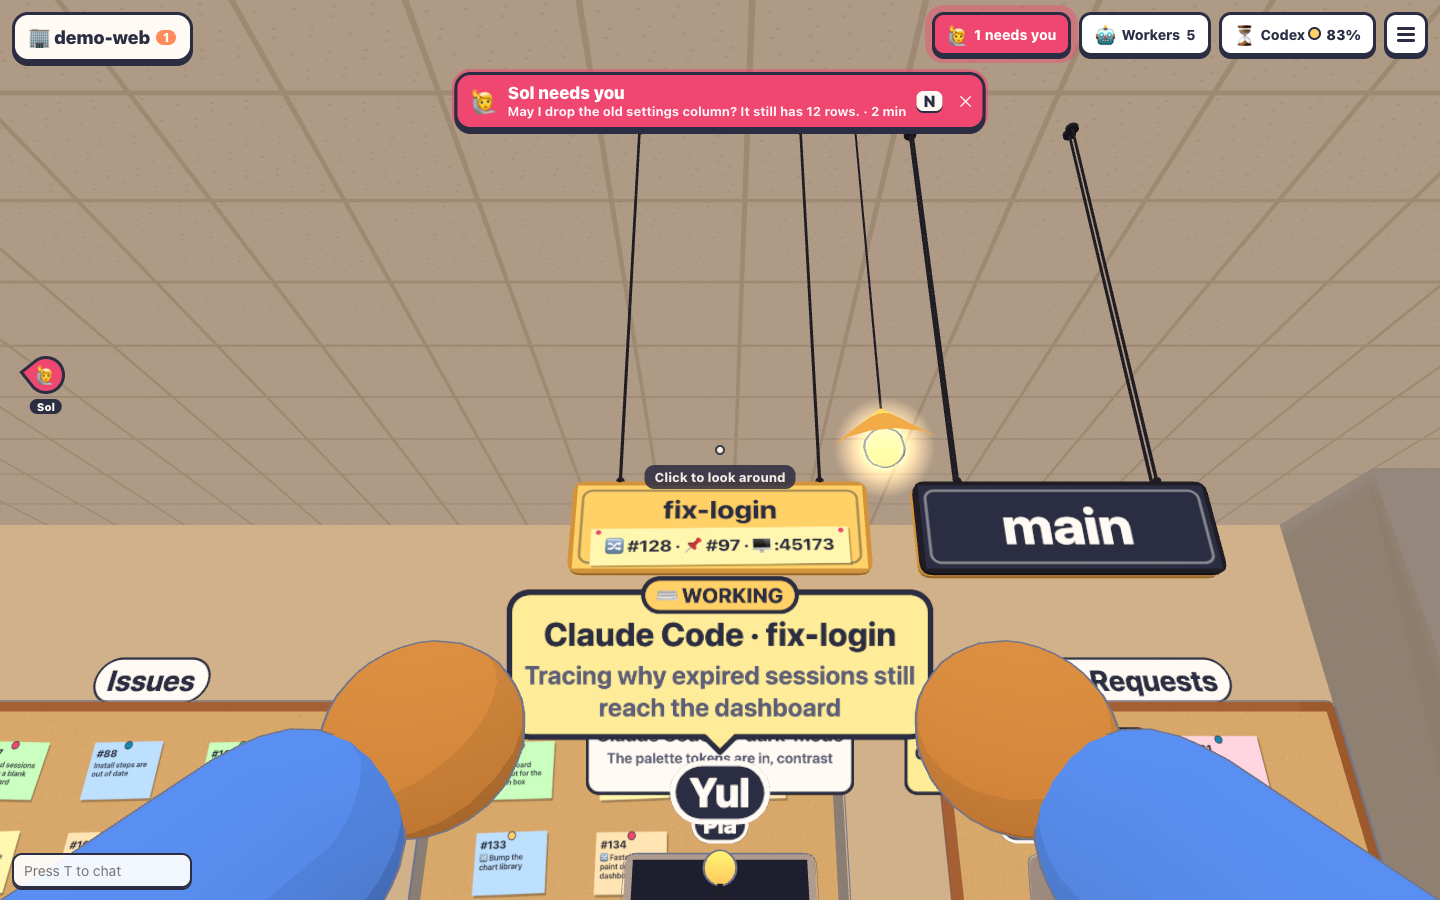 demo-web 1
1 needs you
Workers 5
Codex 83%
Sol needs you
May I drop the old settings column? It still has 12 rows. · 2 min
N
Sol
Click to look around
fix-login
#128 · #97 · :45173
main
WORKING
Claude Code · fix-login
Tracing why expired sessions still
reach the dashboard
Issues
Requests
#88
Install steps are
out of date
The palette tokens are in, contrast
Yul
Pia
#133
Bump the
chart library
#134
Press T to chat